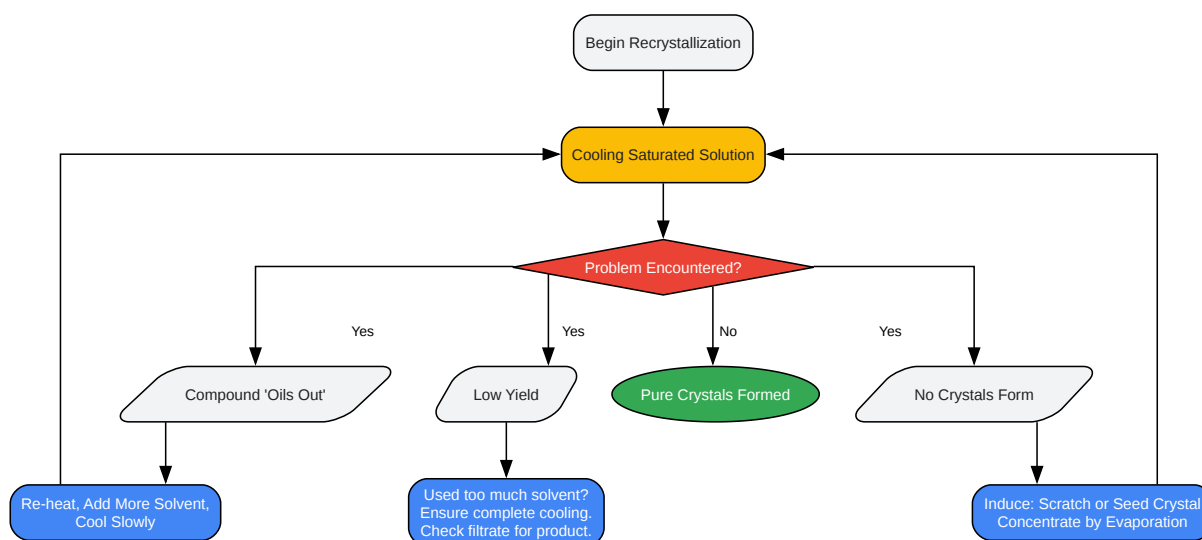 Begin Recrystallization
Cooling Saturated Solution
Problem Encountered?
Yes
Yes
No
Yes
Compound 'Oils Out'
Low Yield
Pure Crystals Formed
No Crystals Form
Re-heat, Add More Solvent,
Cool Slowly
Used too much solvent?
Ensure complete cooling.
Check filtrate for product.
Induce: Scratch or Seed Crystal
Concentrate by Evaporation